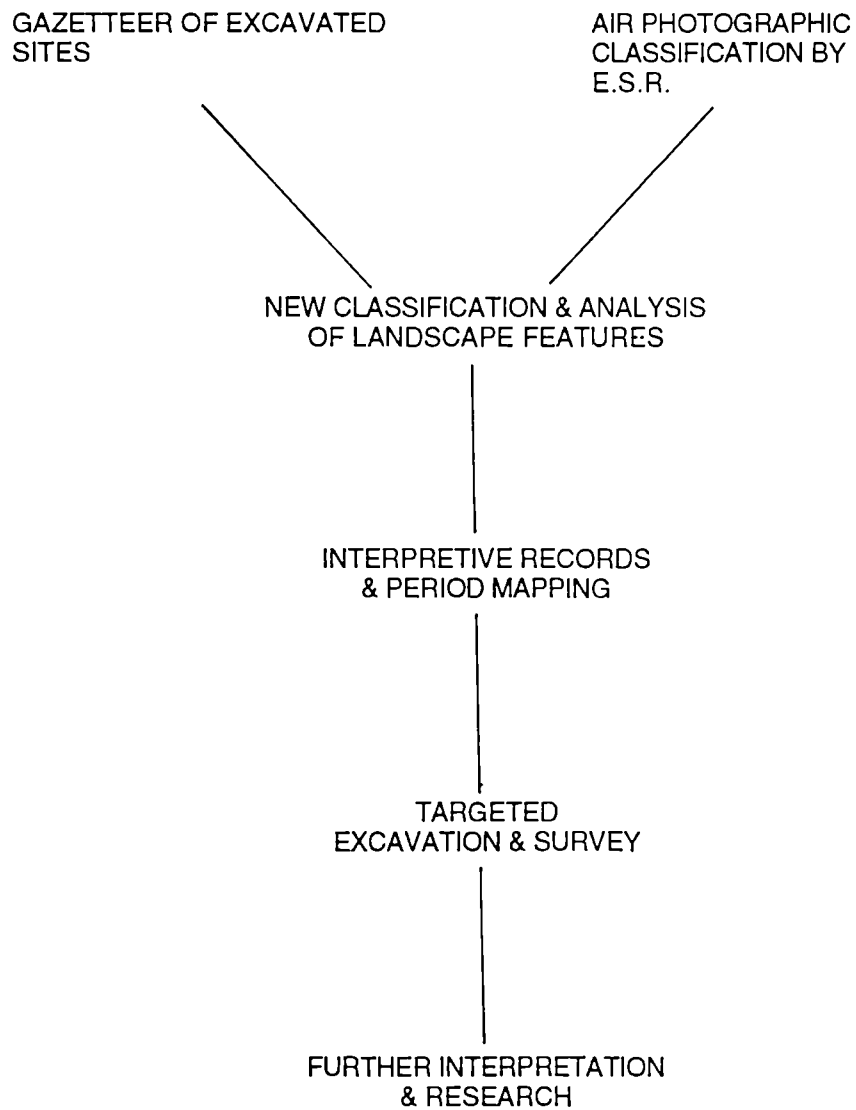 GAZETTEER OF EXCAVATED
SITES
AIR PHOTOGRAPHIC
CLASSIFICATION BY
E.S.R.
NEW CLASSIFICATION & ANALYSIS
OF LANDSCAPE FEATURES
INTERPRETIVE RECORDS
& PERIOD MAPPING
TARGETED
EXCAVATION & SURVEY
FURTHER INTERPRETATION
& RESEARCH